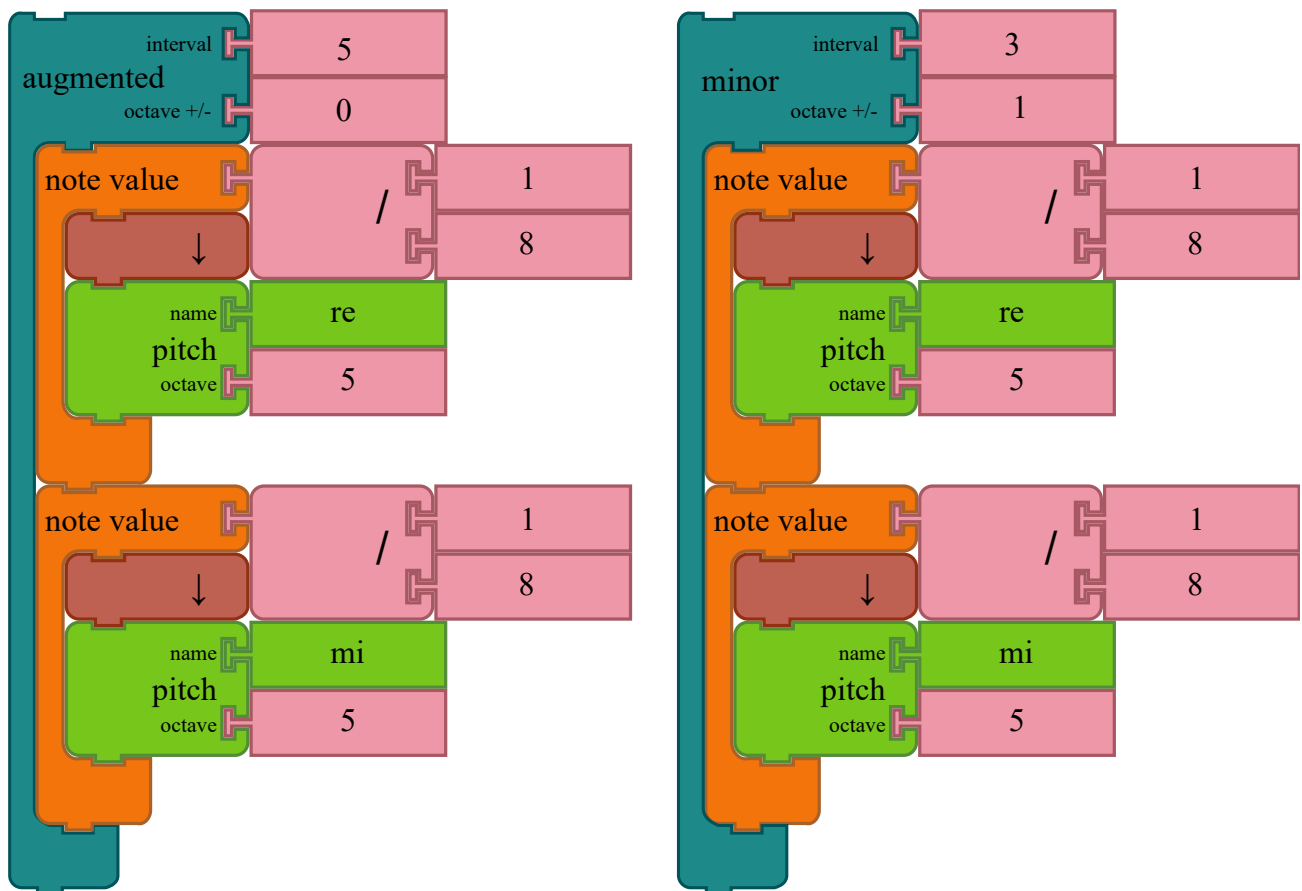 interval 5
augmented
octave +/- 0
note value / 1
↓ 8
name re
pitch
octave 5
note value / 1
↓ 8
name mi
pitch
octave 5
interval 3
minor
octave +/- 1
note value / 1
↓ 8
name re
pitch
octave 5
note value / 1
↓ 8
name mi
pitch
octave 5